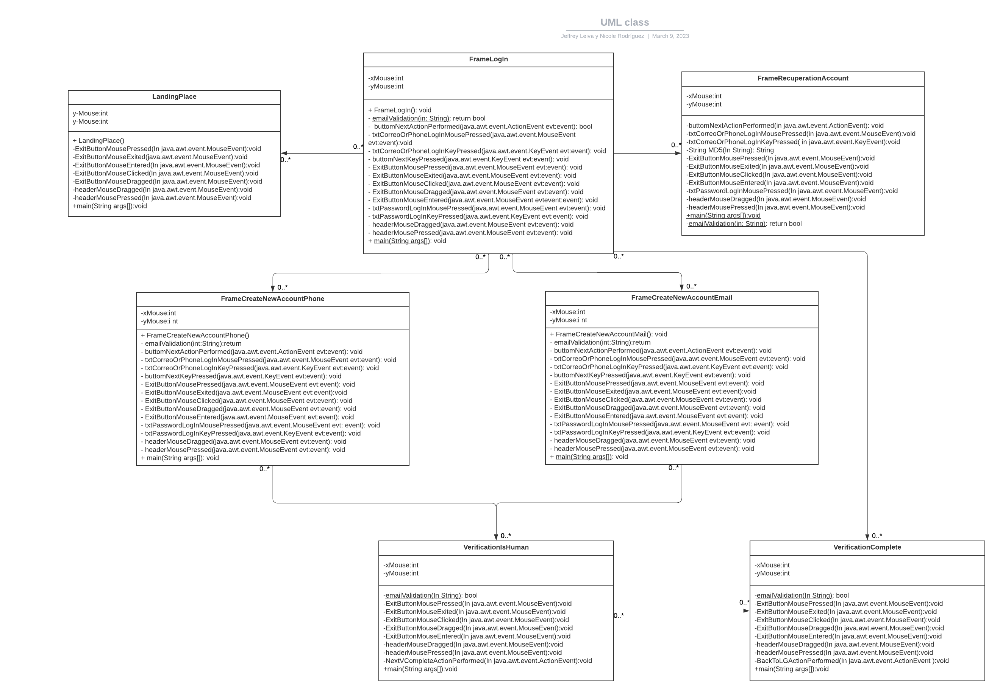 UML class
Jeffrey Leiva y Nicole Rodríguez | March 9, 2023
FrameLogIn
-xMouse:int
-yMouse:int
+ FrameLogIn(): void
- emailValidation(in: String): return bool
-  buttomNextActionPerformed(java.awt.event.ActionEvent evt:event): bool
- txtCorreoOrPhoneLogInMousePressed(java.awt.event.MouseEvent
evt:event):void
- txtCorreoOrPhoneLogInKeyPressed(java.awt.event.KeyEvent evt:event): void
- buttomNextKeyPressed(java.awt.event.KeyEvent evt:event): void
- ExitButtonMousePressed(java.awt.event.MouseEvent evt:event): void
- ExitButtonMouseExited(java.awt.event.MouseEvent evt:event): void
- ExitButtonMouseClicked(java.awt.event.MouseEvent evt:event): void
- ExitButtonMouseDragged(java.awt.event.MouseEvent evt:event): void
- ExitButtonMouseEntered(java.awt.event.MouseEvent evtevent:event): void
- txtPasswordLogInMousePressed(java.awt.event.MouseEvent evt:event): void
- txtPasswordLogInKeyPressed(java.awt.event.KeyEvent evt:event): void
- headerMouseDragged(java.awt.event.MouseEvent evt:event): void
- headerMousePressed(java.awt.event.MouseEvent evt:event): void
+ main(String args[]): void
FrameRecuperationAccount
-xMouse:int
-yMouse:int
-buttomNextActionPerformed(in java.awt.event.ActionEvent): void
-txtCorreoOrPhoneLogInMousePressed(in java.awt.event.MouseEvent):void
-txtCorreoOrPhoneLogInKeyPressed( in java.awt.event.KeyEvent):void
-String MD5(In String): String
-ExitButtonMousePressed(In java.awt.event.MouseEvent):void
-ExitButtonMouseExited(In java.awt.event.MouseEvent):void
-ExitButtonMouseClicked(In java.awt.event.MouseEvent):void
-ExitButtonMouseEntered(In java.awt.event.MouseEvent):void
-txtPasswordLogInMousePressed(In java.awt.event.MouseEvent):void
-headerMouseDragged(In java.awt.event.MouseEvent):void
-headerMousePressed(In java.awt.event.MouseEvent):void
+main(String args[]):void
-emailValidation(in: String): return bool
LandingPlace
y-Mouse:int
y-Mouse:int
+ LandingPlace()
-ExitButtonMousePressed(In java.awt.event.MouseEvent):void
-ExitButtonMouseExited(java.awt.event.MouseEvent):void
-ExitButtonMouseEntered(In java.awt.event.MouseEvent):void
-ExitButtonMouseClicked(In java.awt.event.MouseEvent):void
-ExitButtonMouseDragged(In java.awt.event.MouseEvent):void
-headerMouseDragged(In java.awt.event.MouseEvent):void
-headerMousePressed(In java.awt.event.MouseEvent):void
+main(String args[]):void
0..*
0..*
0..*
0..*
0..*
0..*
0..*
0..*
FrameCreateNewAccountPhone
-xMouse:int
-yMouse:i nt
+ FrameCreateNewAccountPhone()
- emailValidation(int:String):return
- buttomNextActionPerformed(java.awt.event.ActionEvent evt:event): void
- txtCorreoOrPhoneLogInMousePressed(java.awt.event.MouseEvent evt:event): void
- txtCorreoOrPhoneLogInKeyPressed(java.awt.event.KeyEvent evt:event): void
- buttomNextKeyPressed(java.awt.event.KeyEvent evt:event): void
- ExitButtonMousePressed(java.awt.event.MouseEvent evt:event): void
- ExitButtonMouseExited(java.awt.event.MouseEvent evt:event):void
- ExitButtonMouseClicked(java.awt.event.MouseEvent evt:event): void
- ExitButtonMouseDragged(java.awt.event.MouseEvent evt:event): void
- ExitButtonMouseEntered(java.awt.event.MouseEvent evt:event): void
- txtPasswordLogInMousePressed(java.awt.event.MouseEvent evt: event): void
- txtPasswordLogInKeyPressed(java.awt.event.KeyEvent evt:event): void
- headerMouseDragged(java.awt.event.MouseEvent evt:event): void
- headerMousePressed(java.awt.event.MouseEvent evt:event): void
+ main(String args[]): void
FrameCreateNewAccountEmail
-xMouse:int
-yMouse:i nt
+ FrameCreateNewAccountMail(): void
- emailValidation(int:String):return
- buttomNextActionPerformed(java.awt.event.ActionEvent evt:event): void
- txtCorreoOrPhoneLogInMousePressed(java.awt.event.MouseEvent evt:event): void
- txtCorreoOrPhoneLogInKeyPressed(java.awt.event.KeyEvent evt:event): void
- buttomNextKeyPressed(java.awt.event.KeyEvent evt:event): void
- ExitButtonMousePressed(java.awt.event.MouseEvent evt:event): void
- ExitButtonMouseExited(java.awt.event.MouseEvent evt:event):void
- ExitButtonMouseClicked(java.awt.event.MouseEvent evt:event): void
- ExitButtonMouseDragged(java.awt.event.MouseEvent evt:event): void
- ExitButtonMouseEntered(java.awt.event.MouseEvent evt:event): void
- txtPasswordLogInMousePressed(java.awt.event.MouseEvent evt: event): void
- txtPasswordLogInKeyPressed(java.awt.event.KeyEvent evt:event): void
- headerMouseDragged(java.awt.event.MouseEvent evt:event): void
- headerMousePressed(java.awt.event.MouseEvent evt:event): void
+ main(String args[]): void
0..*
0..*
0..*
0..*
VerificationIsHuman
-xMouse:int
-yMouse:int
-emailValidation(In String): bool
-ExitButtonMousePressed(In java.awt.event.MouseEvent):void
-ExitButtonMouseExited(In java.awt.event.MouseEvent):void
-ExitButtonMouseClicked(In java.awt.event.MouseEvent):void
-ExitButtonMouseDragged(In java.awt.event.MouseEvent):void
-ExitButtonMouseEntered(In java.awt.event.MouseEvent):void
-headerMouseDragged(In java.awt.event.MouseEvent):void
-headerMousePressed(In java.awt.event.MouseEvent):void
-NextVCompleteActionPerformed(In java.awt.event.ActionEvent):void
+main(String args[]):void
0..*
0..*
VerificationComplete
-xMouse:int
-yMouse:int
-emailValidation(In String): bool
-ExitButtonMousePressed(In java.awt.event.MouseEvent):void
-ExitButtonMouseExited(In java.awt.event.MouseEvent):void
-ExitButtonMouseClicked(In java.awt.event.MouseEvent):void
-ExitButtonMouseDragged(In java.awt.event.MouseEvent):void
-ExitButtonMouseEntered(In java.awt.event.MouseEvent):void
-headerMouseDragged(In java.awt.event.MouseEvent):void
-headerMousePressed(In java.awt.event.MouseEvent):void
-BackToLGActionPerformed(In java.awt.event.ActionEvent ):void
+main(String args[]):void